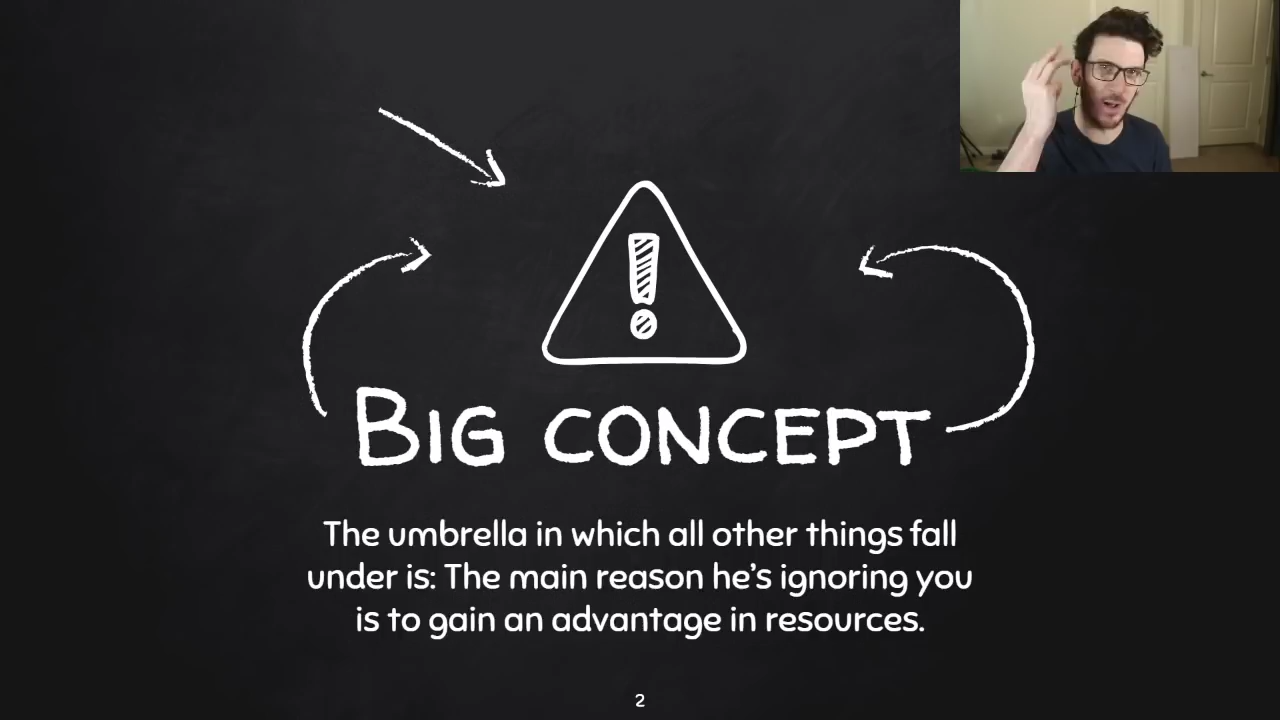 BIG CONCEPT
The umbrella in which all other things fall
under is: The main reason he's ignoring you
is to gain an advantage in resources.
2